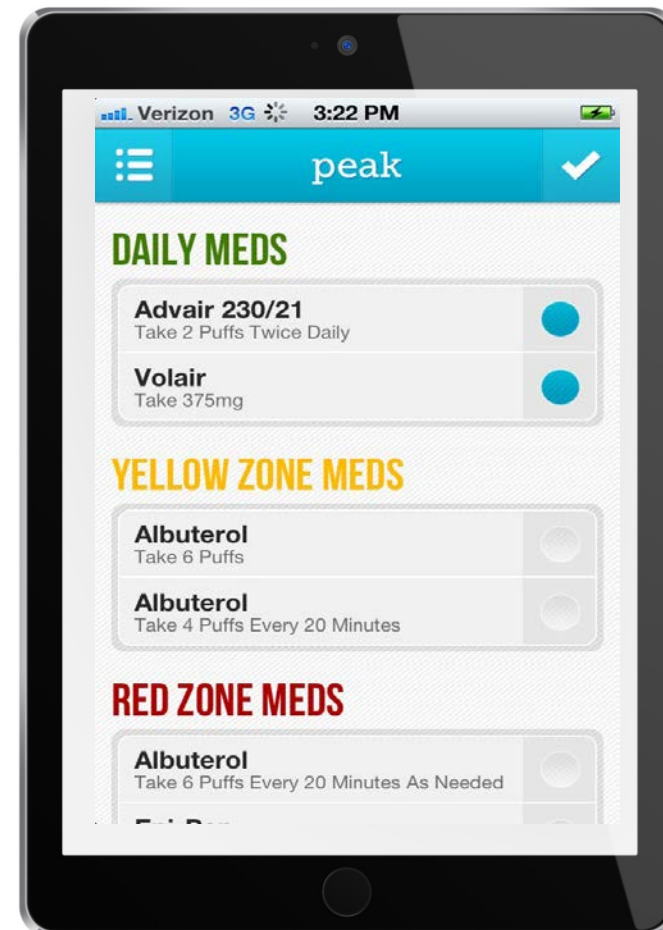 Verizon 3G 3:22 PM
peak
DAILY MEDS
Advair 230/21
Take 2 Puffs Twice Daily
Volair
Take 375mg
YELLOW ZONE MEDS
Albuterol
Take 6 Puffs
Albuterol
Take 4 Puffs Every 20 Minutes
RED ZONE MEDS
Albuterol
Take 6 Puffs Every 20 Minutes As Needed